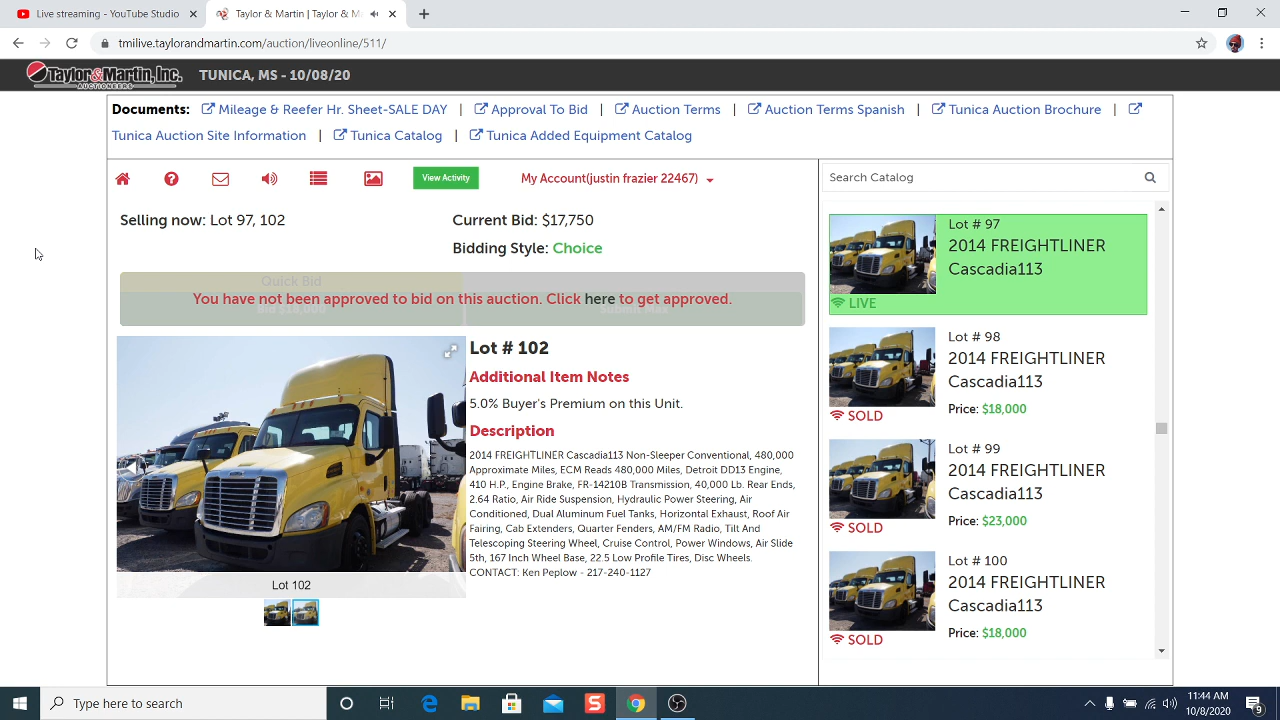 Live streaming - YouTube Studio
Taylor & Martin | Taylor & M
tmilive.taylorandmartin.com/auction/liveonline/511/
Taylor&Martin, Inc.
AUCTIONEERS
TUNICA, MS - 10/08/20
Documents: Mileage & Reefer Hr. Sheet-SALE DAY | Approval To Bid | Auction Terms | Auction Terms Spanish | Tunica Auction Brochure |
Tunica Auction Site Information | Tunica Catalog | Tunica Added Equipment Catalog
View Activity
My Account(justin frazier 22467)
Selling now: Lot 97, 102
Current Bid: $17,750
Bidding Style: Choice
Quick Bid
You have not been approved to bid on this auction. Click here to get approved.
Bid $18,000
Submit Max
Lot 102
Lot # 102
Additional Item Notes
5.0% Buyer's Premium on this Unit.
Description
2014 FREIGHTLINER Cascadia113 Non-Sleeper Conventional, 480,000
Approximate Miles, ECM Reads 480,000 Miles, Detroit DD13 Engine,
410 H.P., Engine Brake, FR-14210B Transmission, 40,000 Lb. Rear Ends,
2.64 Ratio, Air Ride Suspension, Hydraulic Power Steering, Air
Conditioned, Dual Aluminum Fuel Tanks, Horizontal Exhaust, Roof Air
Fairing, Cab Extenders, Quarter Fenders, AM/FM Radio, Tilt And
Telescoping Steering Wheel, Cruise Control, Power Windows, Air Slide
5th, 167 Inch Wheel Base, 22.5 Low Profile Tires, Disc Wheels.
CONTACT: Ken Peplow - 217-240-1127
Search Catalog
Lot # 97
2014 FREIGHTLINER
Cascadia113
LIVE
Lot # 98
2014 FREIGHTLINER
Cascadia113
Price: $18,000
SOLD
Lot # 99
2014 FREIGHTLINER
Cascadia113
Price: $23,000
SOLD
Lot # 100
2014 FREIGHTLINER
Cascadia113
Price: $18,000
SOLD
Type here to search
11:44 AM
10/8/2020
9